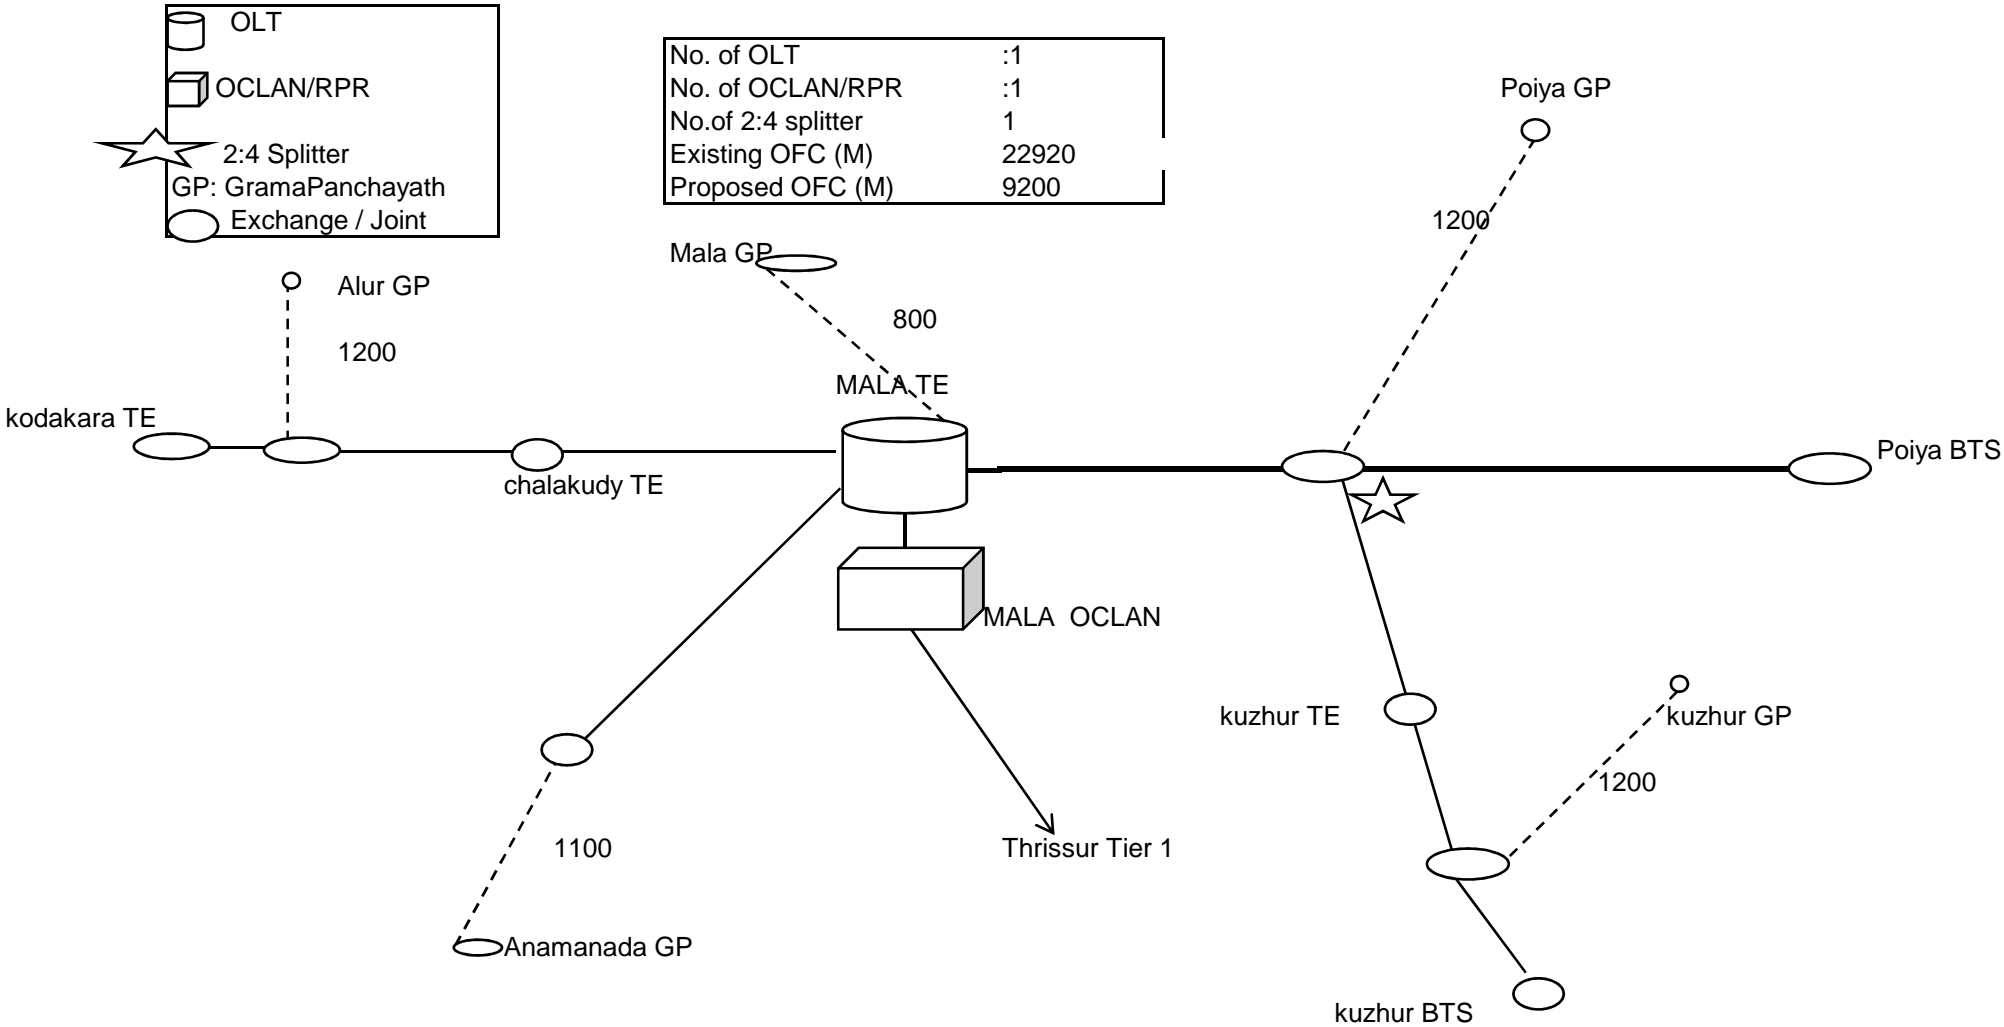 OLT
OCLAN/RPR
2:4 Splitter
GP: GramaPanchayath
Exchange / Joint
No. of OLT :1
No. of OCLAN/RPR :1
No.of 2:4 splitter 1
Existing OFC (M) 22920
Proposed OFC (M) 9200
Poiya GP
1200
Mala GP
800
Alur GP
1200
MALA TE
kodakara TE
chalakudy TE
Poiya BTS
MALA OCLAN
kuzhur TE
kuzhur GP
1200
1100
Thrissur Tier 1
Anamanada GP
kuzhur BTS